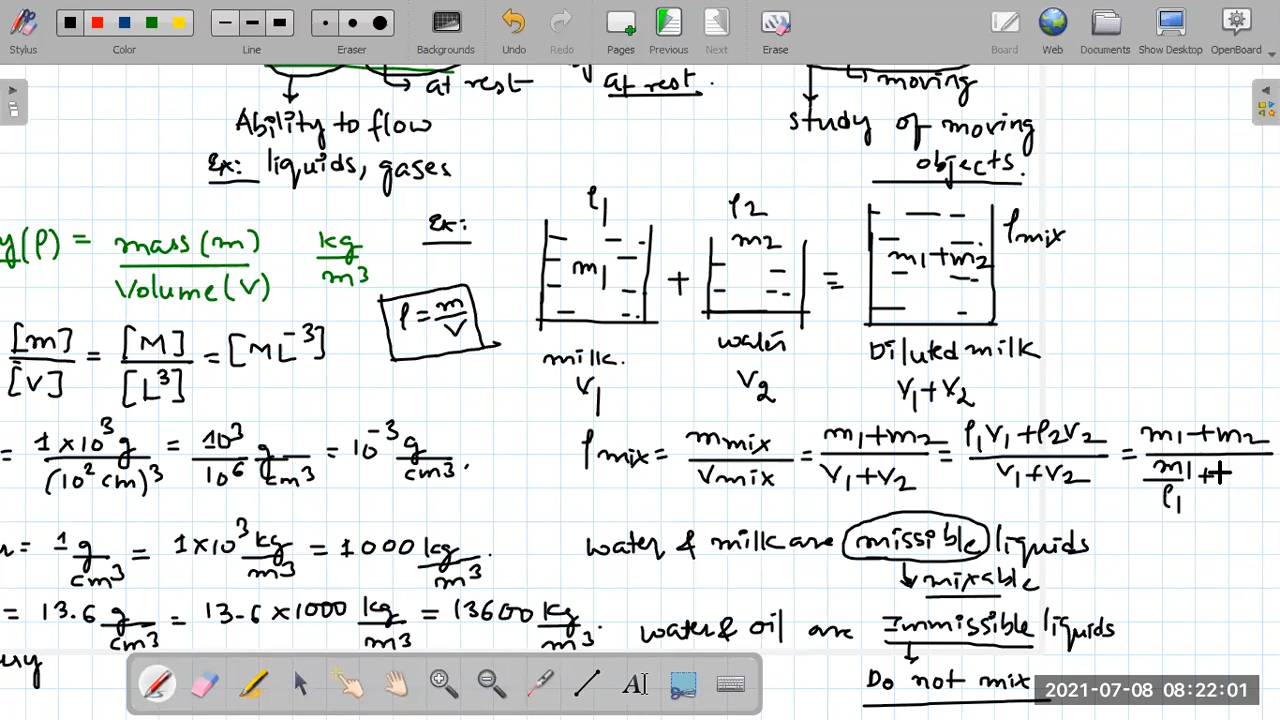 Stylus Color Line Eraser Backgrounds Undo Redo Pages Previous Next Erase Board Web Documents Show Desktop OpenBoard
at rest at rest. moving
Ability to flow
study of moving objects.
Ex: liquids, gases
y(ρ) = mass(m) / Volume(V) kg/m3
[m]/[V] = [M]/[L3] = [ML-3]
ρ = m/V
= 1×10^3 g / (10^2 cm)^3 = 10^3/10^6 g/cm3 = 10^-3 g/cm3.
= 1g/cm3 = 1×10^3 kg/m3 = 1000 kg/m3.
= 13.6 g/cm3 = 13.6×1000 kg/m3 = 13600 kg/m3.
ury
Ex:
ρ1 ρ2 ρmix
m1 + m2 = m1+m2
milk. water Diluted milk
V1 V2 V1+V2
ρmix = mmix/Vmix = m1+m2/V1+V2 = ρ1V1+ρ2V2/V1+V2 = m1+m2/m1/ρ1 +
water & milk are missible liquids
mixable
water & oil are Immissible liquids
Do not mix
2021-07-08 08:22:01